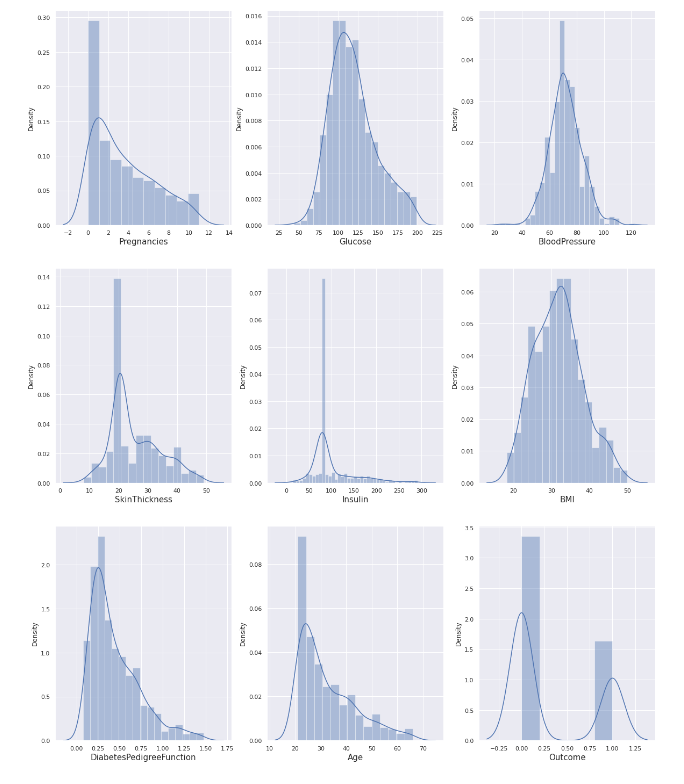 0.30
0.25
0.20
0.15
0.10
0.05
0.00
Density
−2 0 2 4 6 8 10 12 14
Pregnancies
0.016
0.014
0.012
0.010
0.008
0.006
0.004
0.002
0.000
Density
25 50 75 100 125 150 175 200 225
Glucose
0.05
0.04
0.03
0.02
0.01
0.00
Density
20 40 60 80 100 120
BloodPressure
0.14
0.12
0.10
0.08
0.06
0.04
0.02
0.00
Density
0 10 20 30 40 50
SkinThickness
0.07
0.06
0.05
0.04
0.03
0.02
0.01
0.00
Density
0 50 100 150 200 250 300
Insulin
0.06
0.05
0.04
0.03
0.02
0.01
0.00
Density
20 30 40 50
BMI
2.0
1.5
1.0
0.5
0.0
Density
0.00 0.25 0.50 0.75 1.00 1.25 1.50 1.75
DiabetesPedigreeFunction
0.08
0.06
0.04
0.02
0.00
Density
10 20 30 40 50 60 70
Age
3.5
3.0
2.5
2.0
1.5
1.0
0.5
0.0
Density
−0.25 0.00 0.25 0.50 0.75 1.00 1.25
Outcome